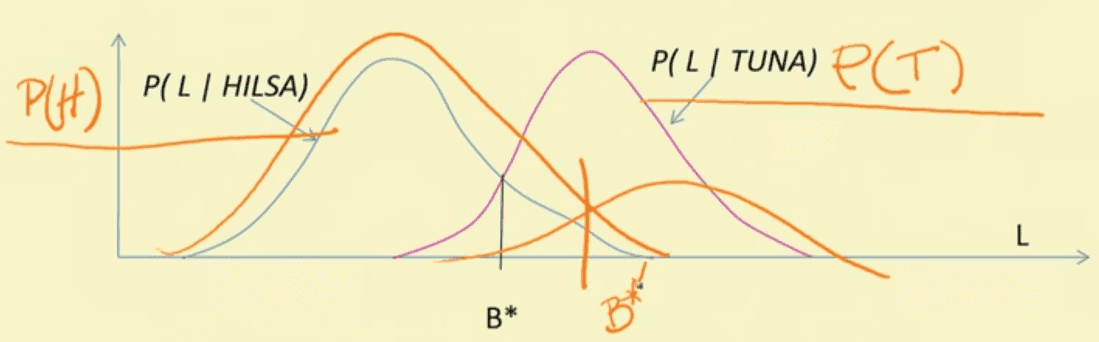 P(H)
P( L | HILSA)
P( L | TUNA) P(T)
L
B*
B*'